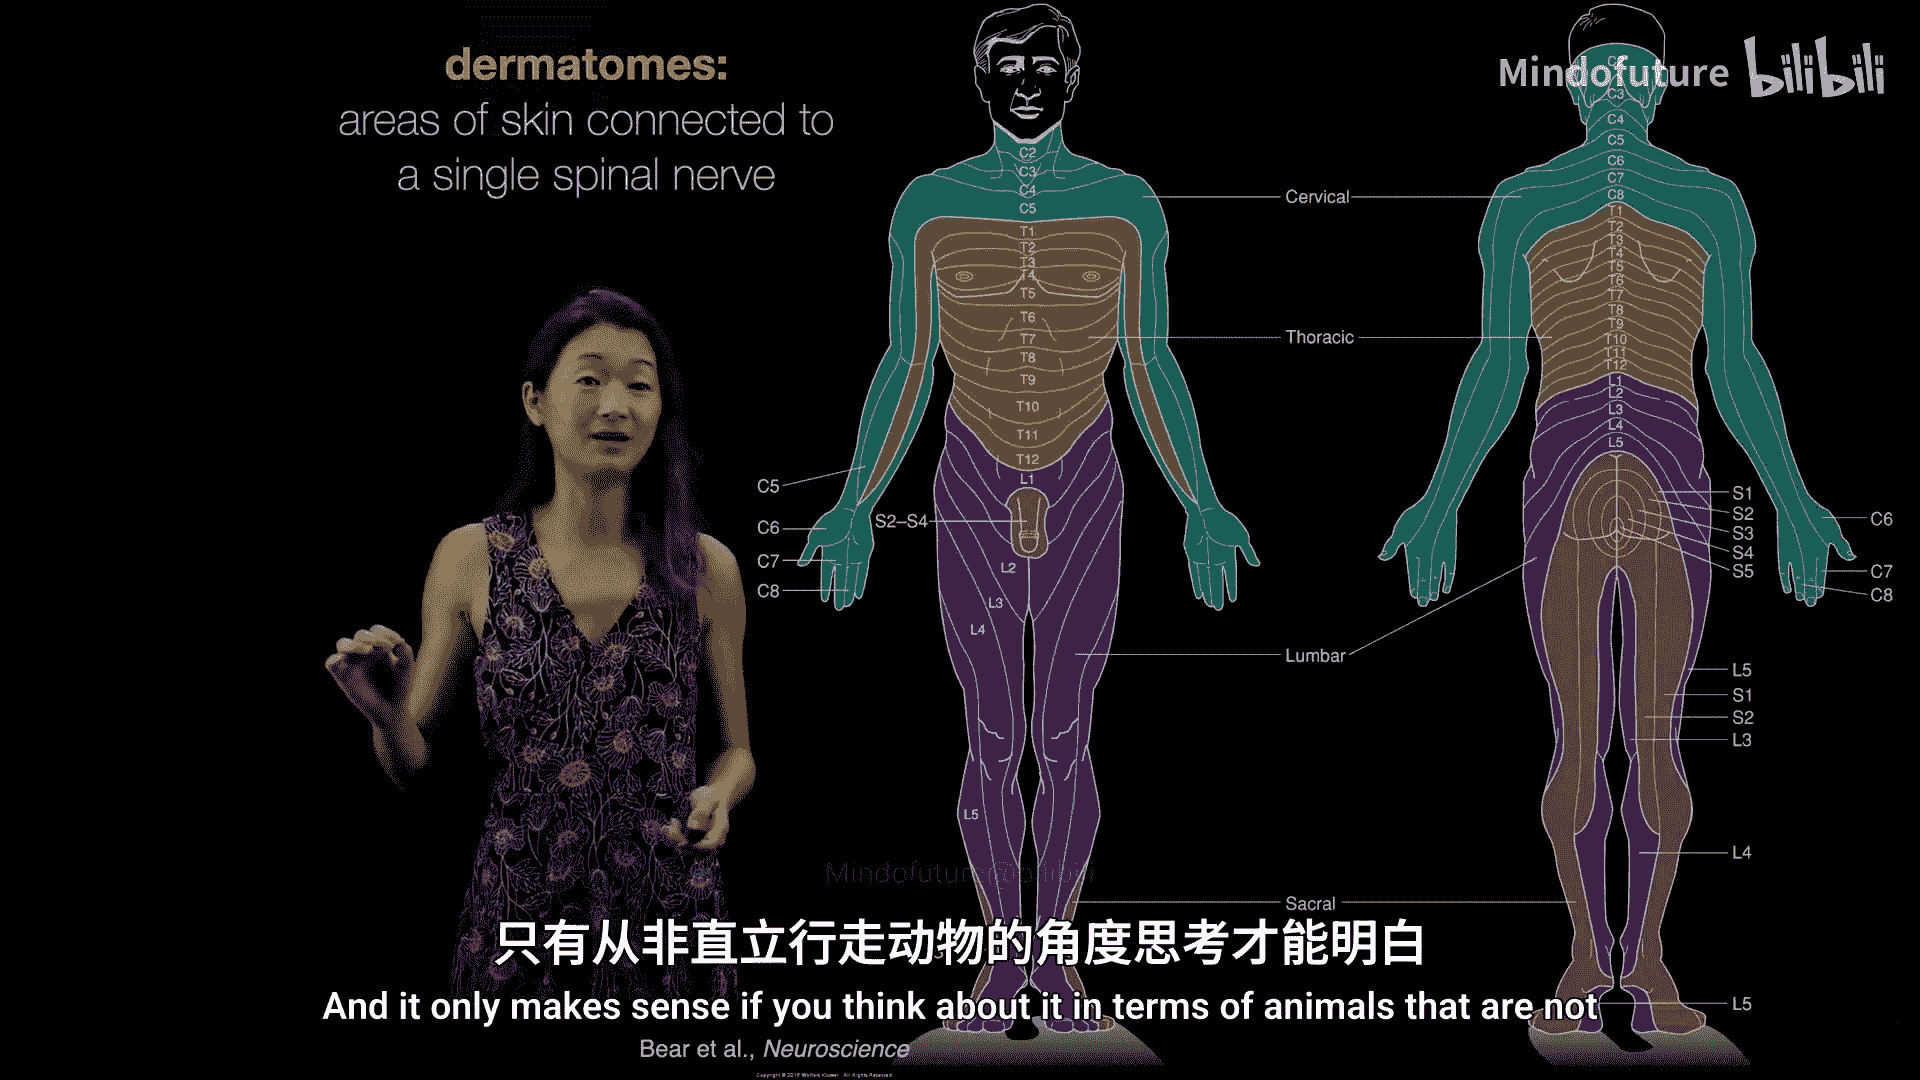 dermatomes:
areas of skin connected to
a single spinal nerve
Mindofuture bilibili
C2
C3
C4
C5
T1
T2
T3
T4
T5
T6
T7
T8
T9
T10
T11
T12
L1
S2–S4
L2
L3
L4
L5
C5
C6
C7
C8
Cervical
Thoracic
Lumbar
Sacral
C3
C4
C5
C6
C7
C8
T1
T2
T3
T4
T5
T6
T7
T8
T9
T10
T11
T12
L1
L2
L3
L4
L5
S1
S2
S3
S4
S5
C6
C7
C8
L5
S1
S2
L3
L4
L5
Mindofuture@bilibili
只有从非直立行走动物的角度思考才能明白
And it only makes sense if you think about it in terms of animals that are not
Bear et al., Neuroscience